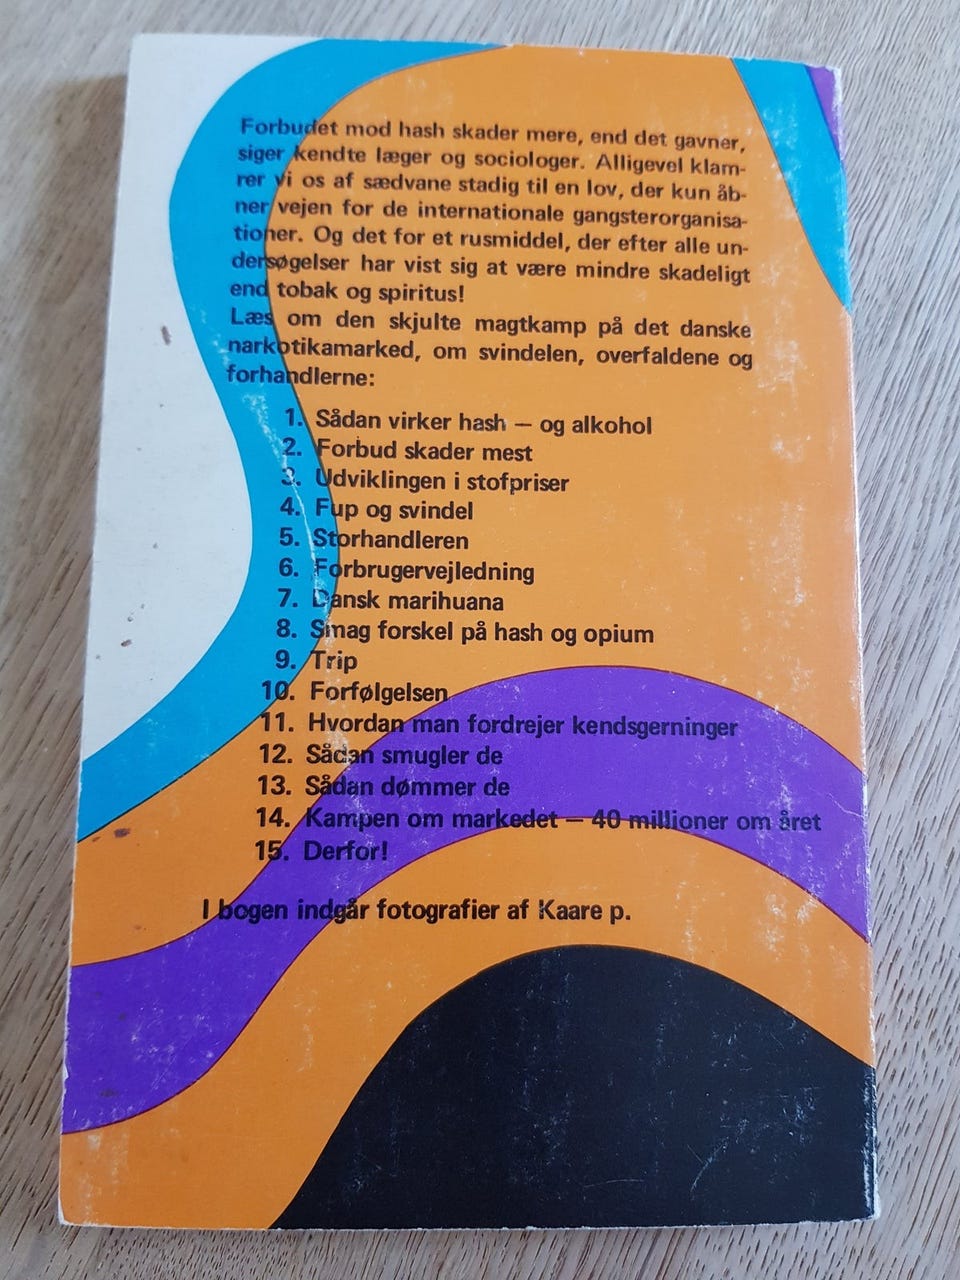 Forbudet mod hash skader mere, end det gavner,
siger kendte læger og sociologer. Alligevel klam-
rer vi os af sædvane stadig til en lov, der kun åb-
ner vejen for de internationale gangsterorganisa-
tioner. Og det for et rusmiddel, der efter alle un-
dersøgelser har vist sig at være mindre skadeligt
end tobak og spiritus!
Læs om den skjulte magtkamp på det danske
narkotikamarked, om svindelen, overfaldene og
forhandlerne:
1. Sådan virker hash – og alkohol
2. Forbud skader mest
3. Udviklingen i stofpriser
4. Fup og svindel
5. Storhandleren
6. Forbrugervejledning
7. Dansk marihuana
8. Smag forskel på hash og opium
9. Trip
10. Forfølgelsen
11. Hvordan man fordrejer kendsgerninger
12. Sådan smugler de
13. Sådan dømmer de
14. Kampen om markedet – 40 millioner om året
15. Derfor!
I bogen indgår fotografier af Kaare p.